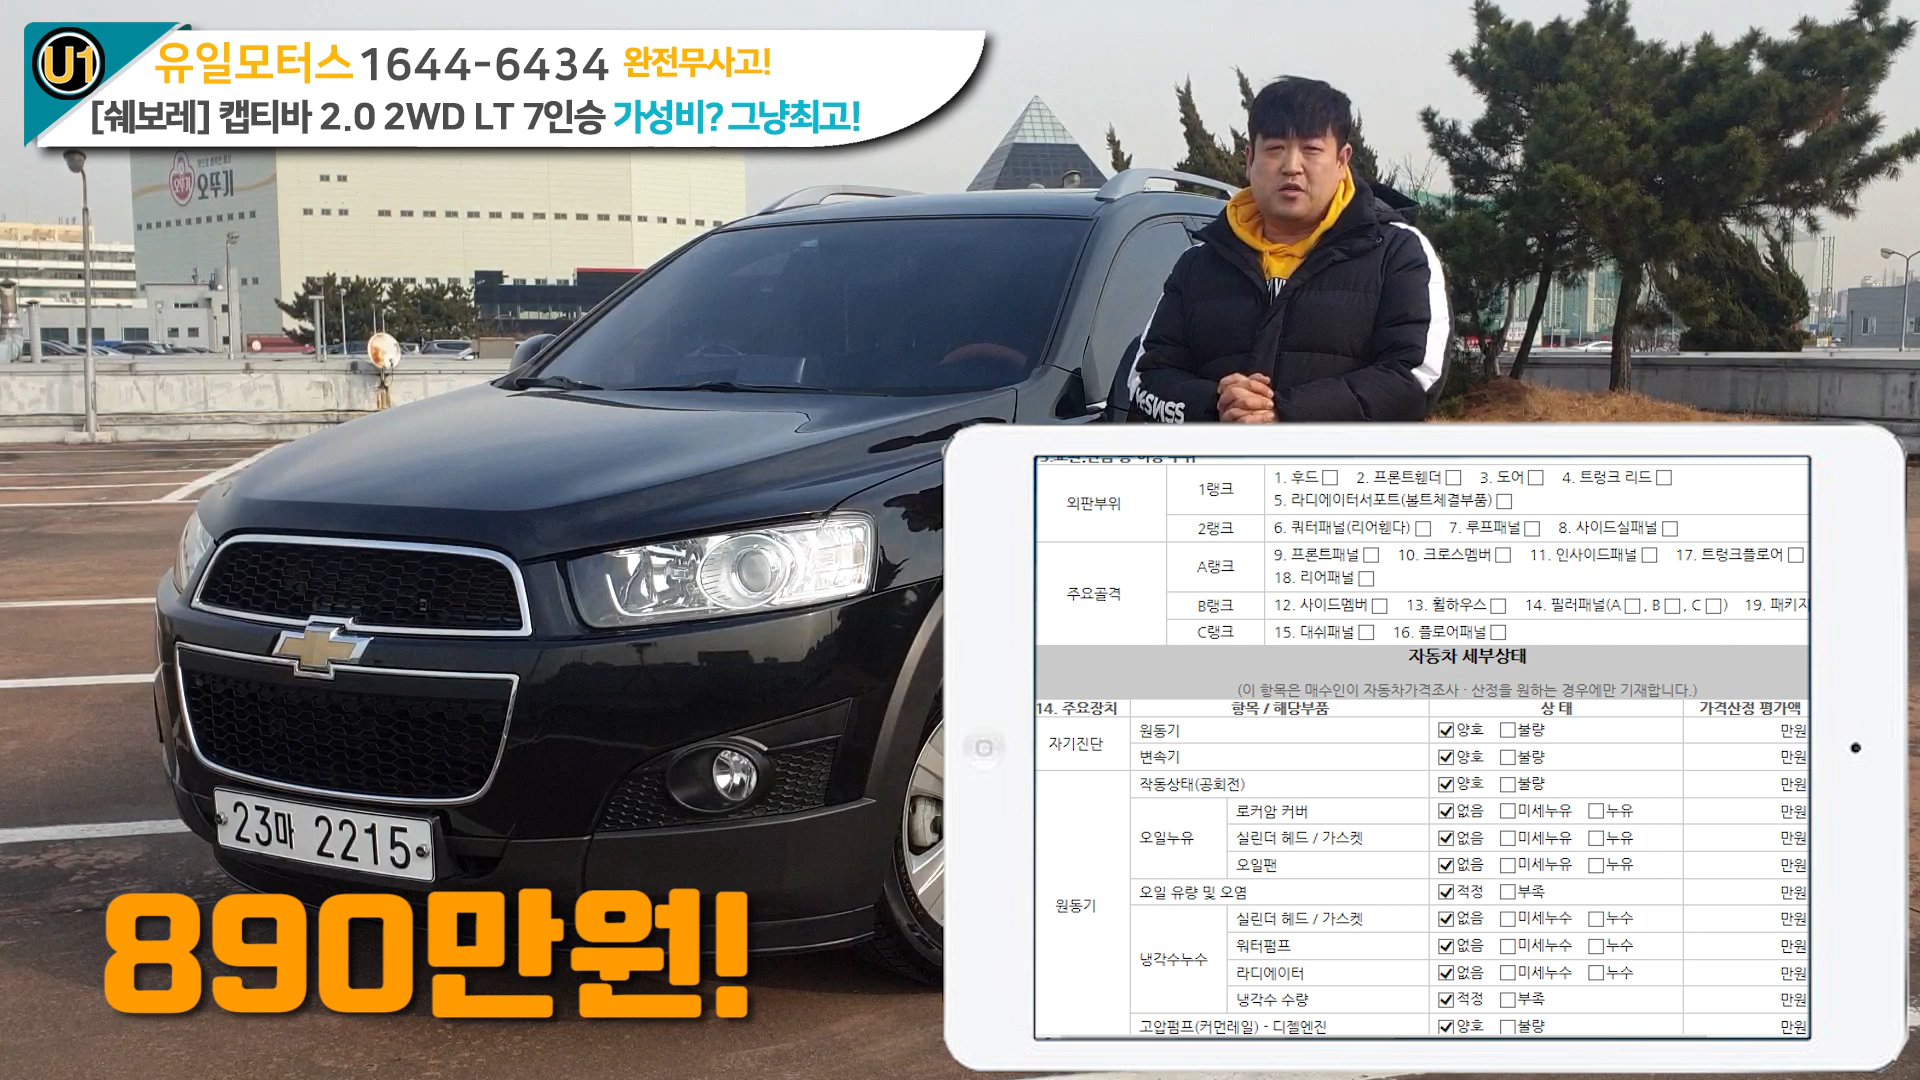 U1
유일모터스 1644-6434 완전무사고!
[쉐보레] 캡티바 2.0 2WD LT 7인승 가성비? 그냥최고!
오뚜기
23마 2215
890만원!
외판부위
1랭크
1. 후드 2. 프론트휀더 3. 도어 4. 트렁크 리드
5. 라디에이터서포트(볼트체결부품)
2랭크
6. 쿼터패널(리어휀다) 7. 루프패널 8. 사이드실패널
주요골격
A랭크
9. 프론트패널 10. 크로스멤버 11. 인사이드패널 17. 트렁크플로어
18. 리어패널
B랭크
12. 사이드멤버 13. 휠하우스 14. 필러패널(A , B , C ) 19. 패키지
C랭크
15. 대쉬패널 16. 플로어패널
자동차 세부상태
(이 항목은 매수인이 자동차가격조사 · 산정을 원하는 경우에만 기재합니다.)
14. 주요장치 항목 / 해당부품 상 태 가격산정 평가액
자기진단
원동기 양호 불량 만원
변속기 양호 불량 만원
원동기
작동상태(공회전) 양호 불량 만원
오일누유
로커암 커버 없음 미세누유 누유 만원
실린더 헤드 / 가스켓 없음 미세누유 누유 만원
오일팬 없음 미세누유 누유 만원
오일 유량 및 오염 적정 부족 만원
냉각수누수
실린더 헤드 / 가스켓 없음 미세누수 누수 만원
워터펌프 없음 미세누수 누수 만원
라디에이터 없음 미세누수 누수 만원
냉각수 수량 적정 부족 만원
고압펌프(커먼레일) - 디젤엔진 양호 불량 만원